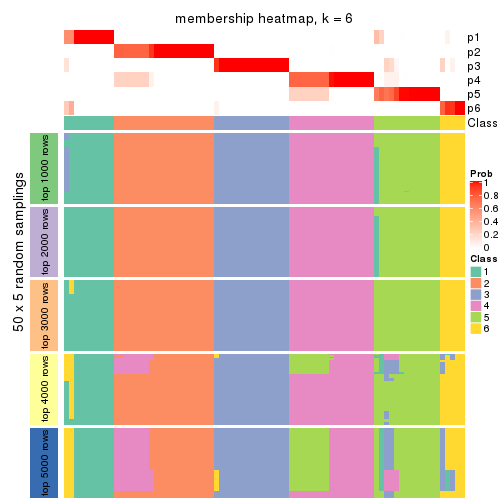 membership heatmap, k = 6
p1
p2
p3
p4
p5
p6
Class
50 x 5 random samplings
top 1000 rows
top 2000 rows
top 3000 rows
top 4000 rows
top 5000 rows
Prob
1
0.8
0.6
0.4
0.2
0
Class
1
2
3
4
5
6